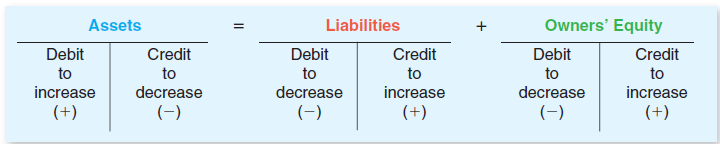 Assets = Liabilities + Owners' Equity
Debit Credit Debit Credit Debit Credit
to to to to to to
increase decrease decrease increase decrease increase
(+) (−) (−) (+) (−) (+)